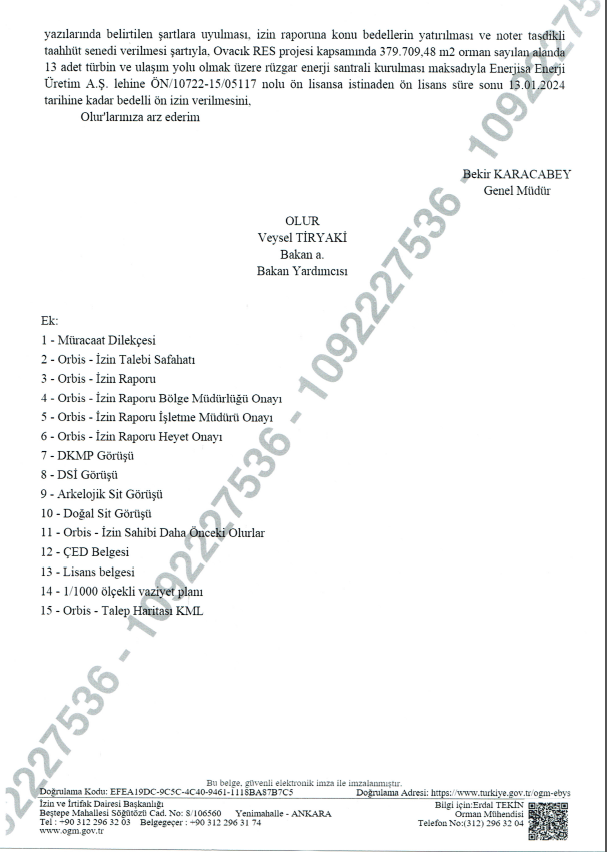 yazılarında belirtilen şartlara uyulması, izin raporuna konu bedellerin yatırılması ve noter tasdikli
taahhüt senedi verilmesi şartıyla, Ovacık RES projesi kapsamında 379.709,48 m2 orman sayılan alanda
13 adet türbin ve ulaşım yolu olmak üzere rüzgar enerji santrali kurulması maksadıyla Enerjisa Enerji
Üretim A.Ş. lehine ÖN/10722-15/05117 nolu ön lisansa istinaden ön lisans süre sonu 13.01.2024
tarihine kadar bedelli ön izin verilmesini,
Olur'larınıza arz ederim
Bekir KARACABEY
Genel Müdür
OLUR
Veysel TİRYAKİ
Bakan a.
Bakan Yardımcısı
Ek:
1 - Müracaat Dilekçesi
2 - Orbis - İzin Talebi Safahatı
3 - Orbis - İzin Raporu
4 - Orbis - İzin Raporu Bölge Müdürlüğü Onayı
5 - Orbis - İzin Raporu İşletme Müdürü Onayı
6 - Orbis - İzin Raporu Heyet Onayı
7 - DKMP Görüşü
8 - DSİ Görüşü
9 - Arkelojik Sit Görüşü
10 - Doğal Sit Görüşü
11 - Orbis - İzin Sahibi Daha Önceki Olurlar
12 - ÇED Belgesi
13 - Lisans belgesi
14 - 1/1000 ölçekli vaziyet planı
15 - Orbis - Talep Haritası KML
2227536 - 1092227536 - 1092227536 - 10922275
Bu belge, güvenli elektronik imza ile imzalanmıştır.
Doğrulama Kodu: EFEA19DC-9C5C-4C40-9461-1118BA87B7C5 Doğrulama Adresi: https://www.turkiye.gov.tr/ogm-ebys
İzin ve İrtifak Dairesi Başkanlığı Bilgi için:Erdal TEKİN
Beştepe Mahallesi Söğütözü Cad. No: 8/106560 Yenimahalle - ANKARA Orman Mühendisi
Tel : +90 312 296 32 03 Belgegeçer : +90 312 296 31 74 Telefon No:(312) 296 32 04
www.ogm.gov.tr